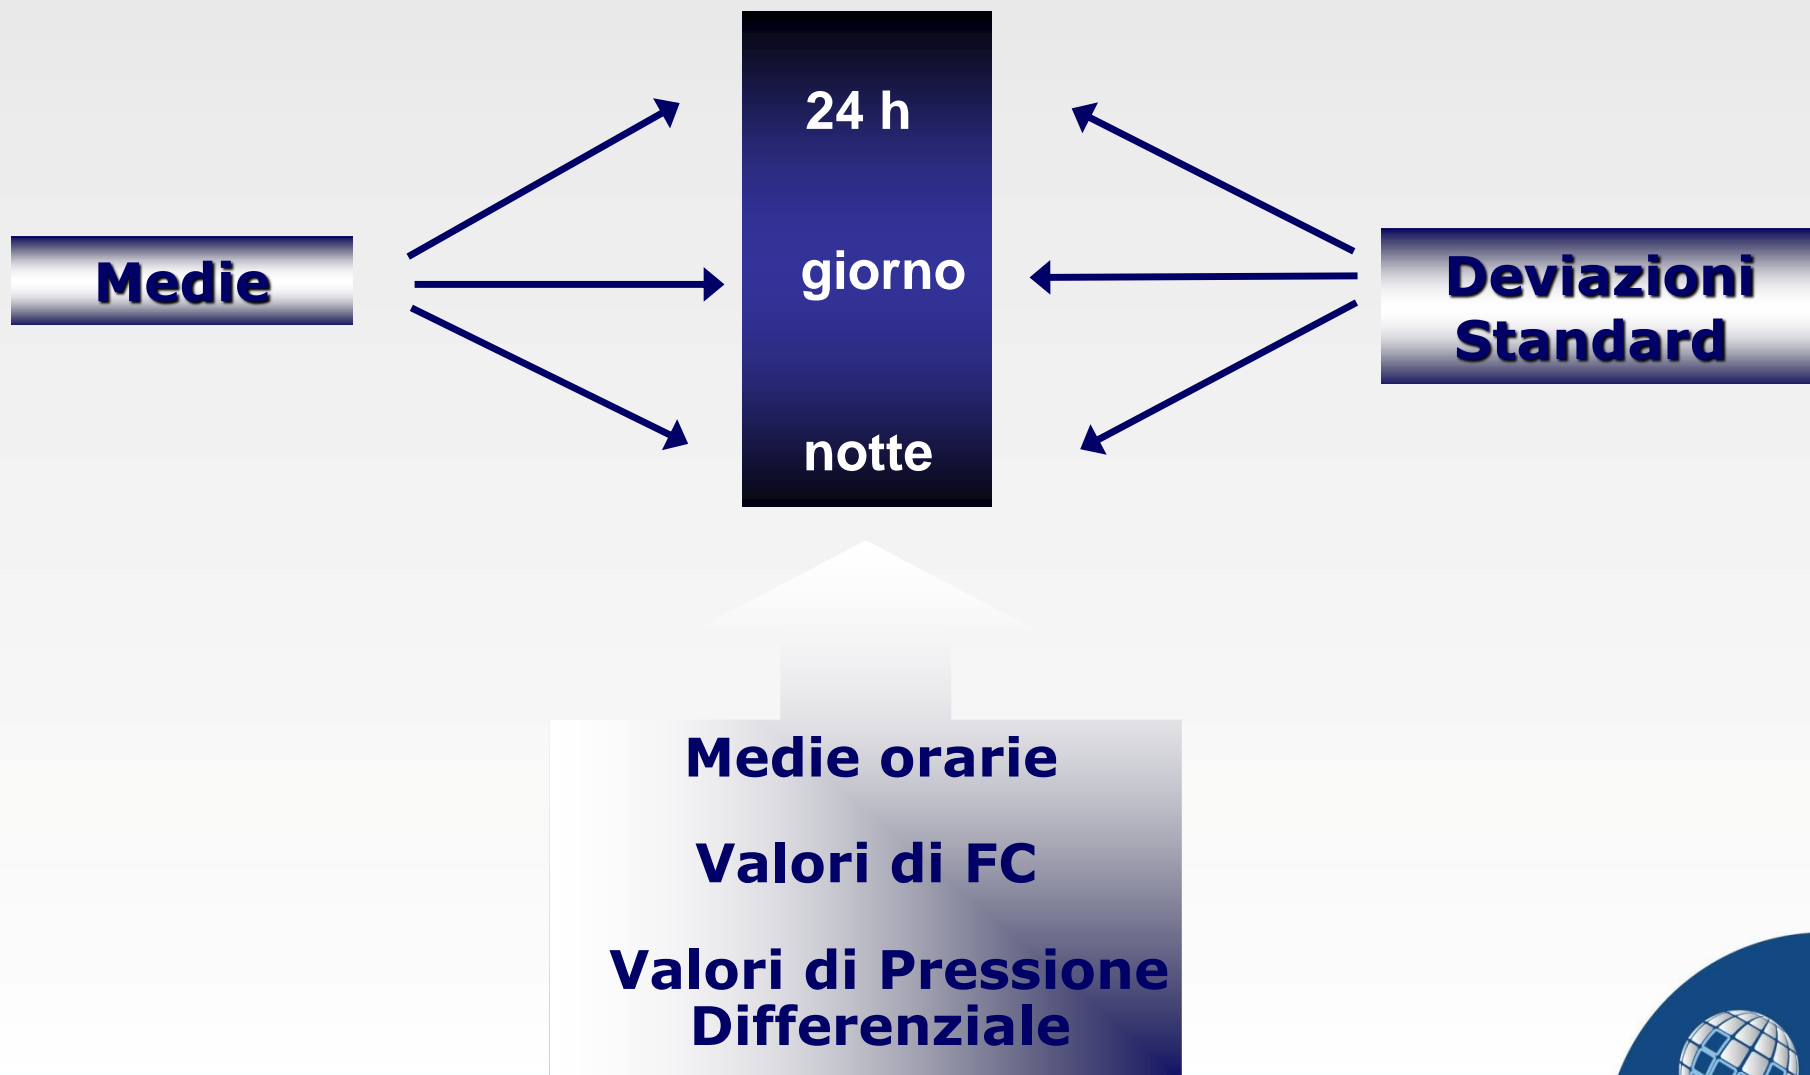 24 h
Medie
giorno
Deviazioni
Standard
notte
Medie orarie
Valori di FC
Valori di Pressione
Differenziale